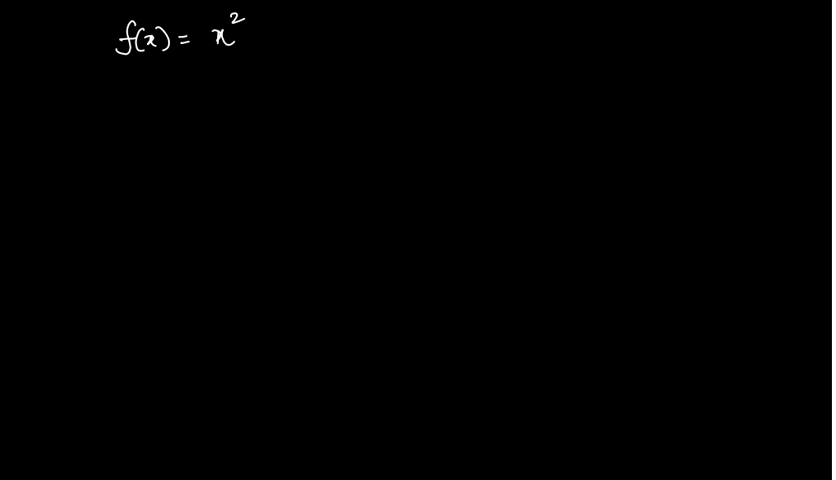 f(x) = x²